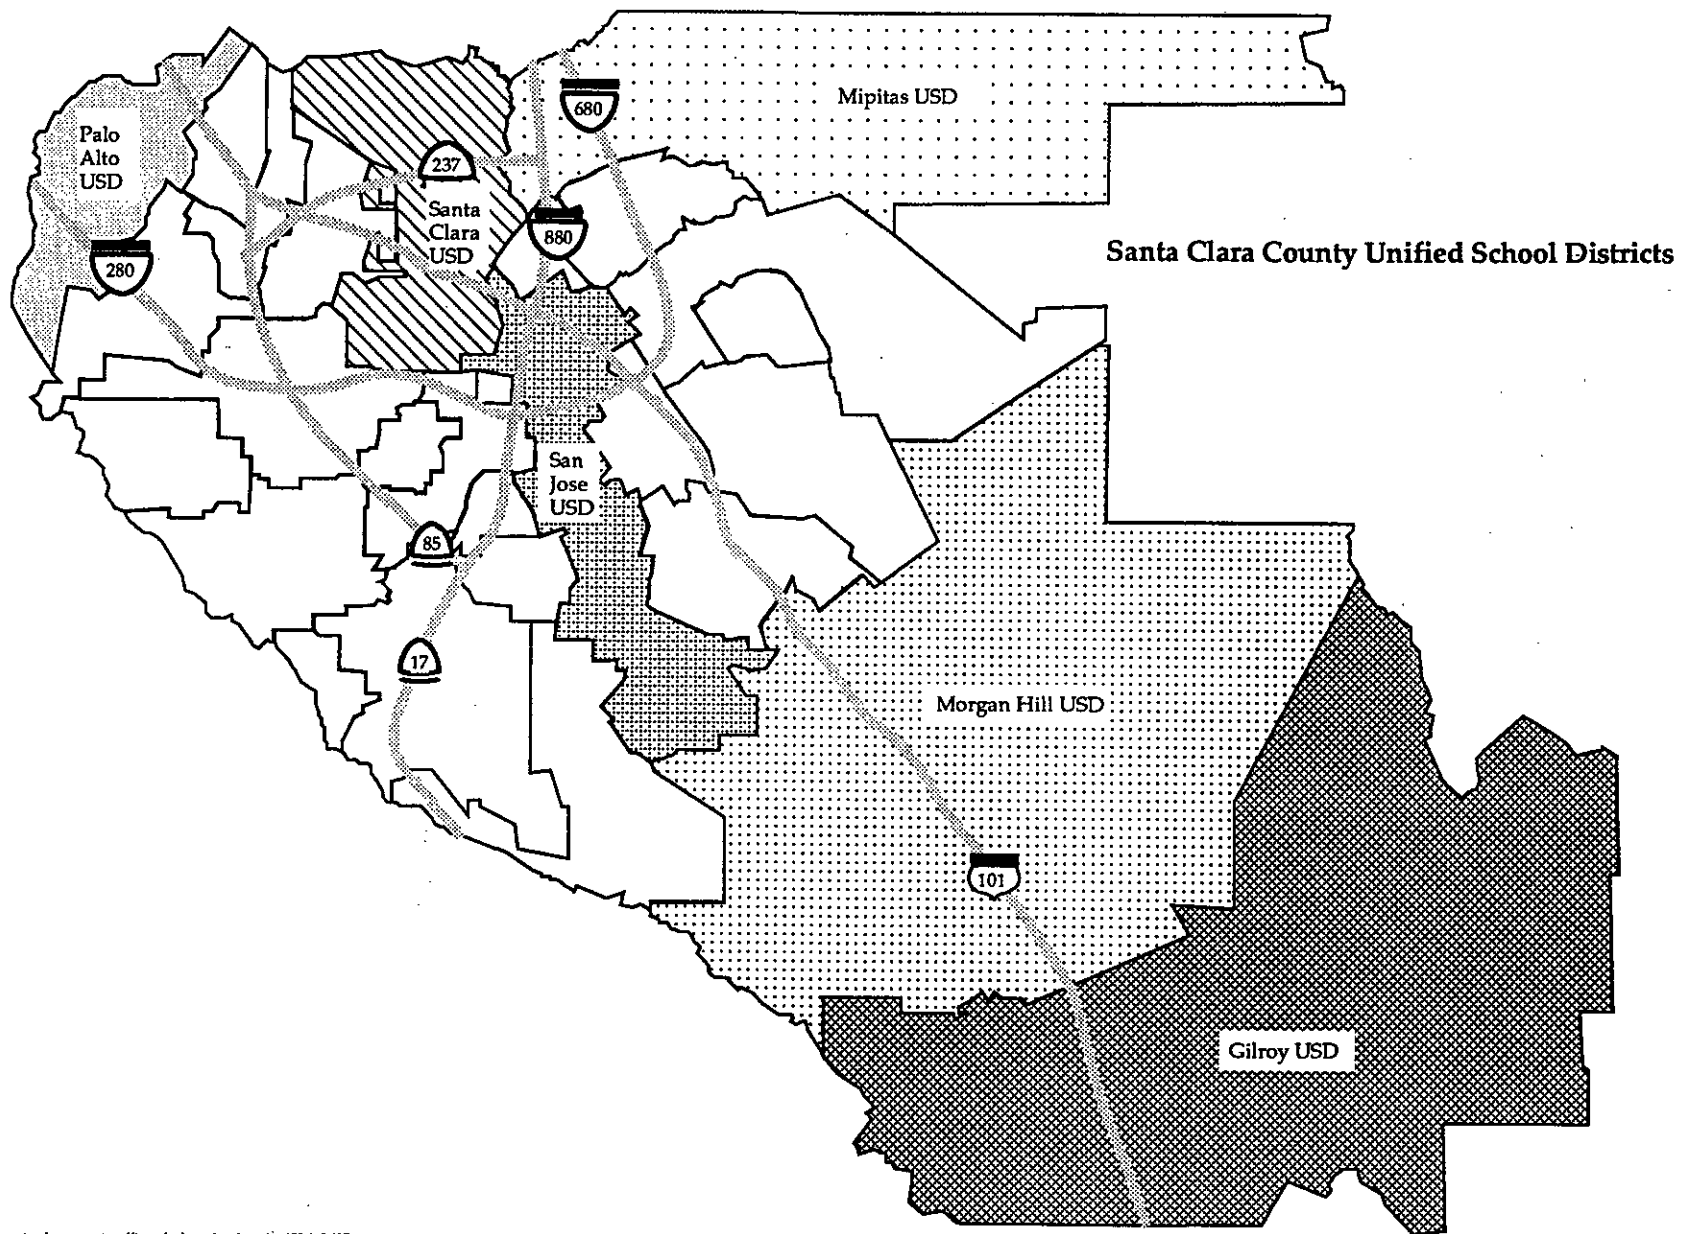 680
Mipitas USD
Palo
Alto
USD
237
Santa
Clara
USD
880
Santa Clara County Unified School Districts
280
San
Jose
USD
85
17
Morgan Hill USD
101
Gilroy USD